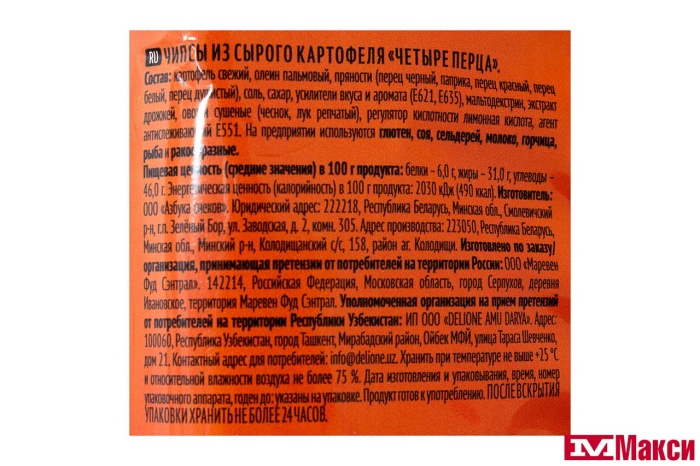 RU ЧИПСЫ ИЗ СЫРОГО КАРТОФЕЛЯ «ЧЕТЫРЕ ПЕРЦА».
Состав: картофель свежий, олеин пальмовый, пряности (перец черный, паприка, перец красный, перец
белый, перец душистый), соль, сахар, усилители вкуса и аромата (Е621, Е635), мальтодекстрин, экстракт
дрожжей, овощи сушеные (чеснок, лук репчатый), регулятор кислотности лимонная кислота, агент
антислеживающий Е551. На предприятии используются глютен, соя, сельдерей, молоко, горчица,
рыба и ракообразные.
Пищевая ценность (средние значения) в 100 г продукта: белки – 6,0 г, жиры – 31,0 г, углеводы –
46,0 г. Энергетическая ценность (калорийность) в 100 г продукта: 2030 кДж (490 ккал). Изготовитель:
ООО «Азбука снеков». Юридический адрес: 222218, Республика Беларусь, Минская обл., Смолевичский
р-н, г.п. Зелёный Бор, ул. Заводская, д. 2, комн. 305. Адрес производства: 223050, Республика Беларусь,
Минская обл., Минский р-н, Колодищанский с/с, 158, район аг. Колодищи. Изготовлено по заказу/
организация, принимающая претензии от потребителей на территории России: ООО «Маревен
Фуд Сэнтрал». 142214, Российская Федерация, Московская область, город Серпухов, деревня
Ивановское, территория Маревен Фуд Сэнтрал. Уполномоченная организация на прием претензий
от потребителей на территории Республики Узбекистан: ИП ООО «DELIONE AMU DARYA». Адрес:
100060, Республика Узбекистан, город Ташкент, Мирабадский район, Ойбек МФЙ, улица Тараса Шевченко,
дом 21. Контактный адрес для потребителей: info@delione.uz. Хранить при температуре не выше +25 °С
и относительной влажности воздуха не более 75 %. Дата изготовления и упаковывания, время, номер
упаковочного аппарата, годен до: указаны на упаковке. Продукт готов к употреблению. ПОСЛЕ ВСКРЫТИЯ
УПАКОВКИ ХРАНИТЬ НЕ БОЛЕЕ 24 ЧАСОВ.
Макси